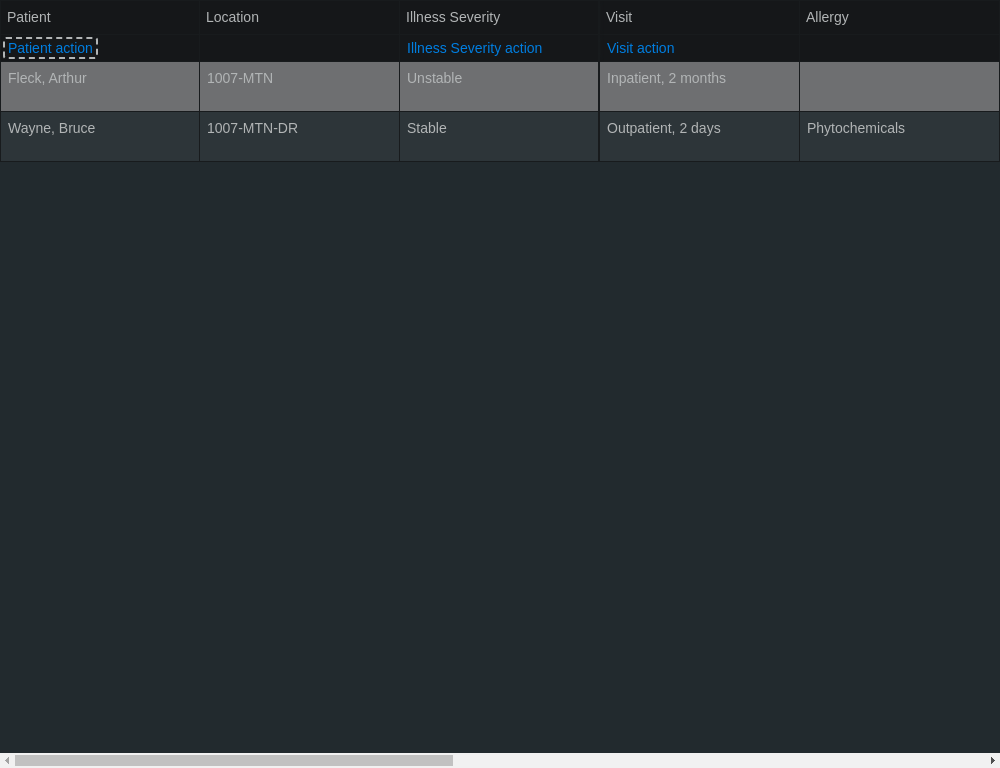 Patient Location Illness Severity Visit Allergy
Patient action Illness Severity action Visit action
Fleck, Arthur 1007-MTN Unstable Inpatient, 2 months
Wayne, Bruce 1007-MTN-DR Stable Outpatient, 2 days Phytochemicals